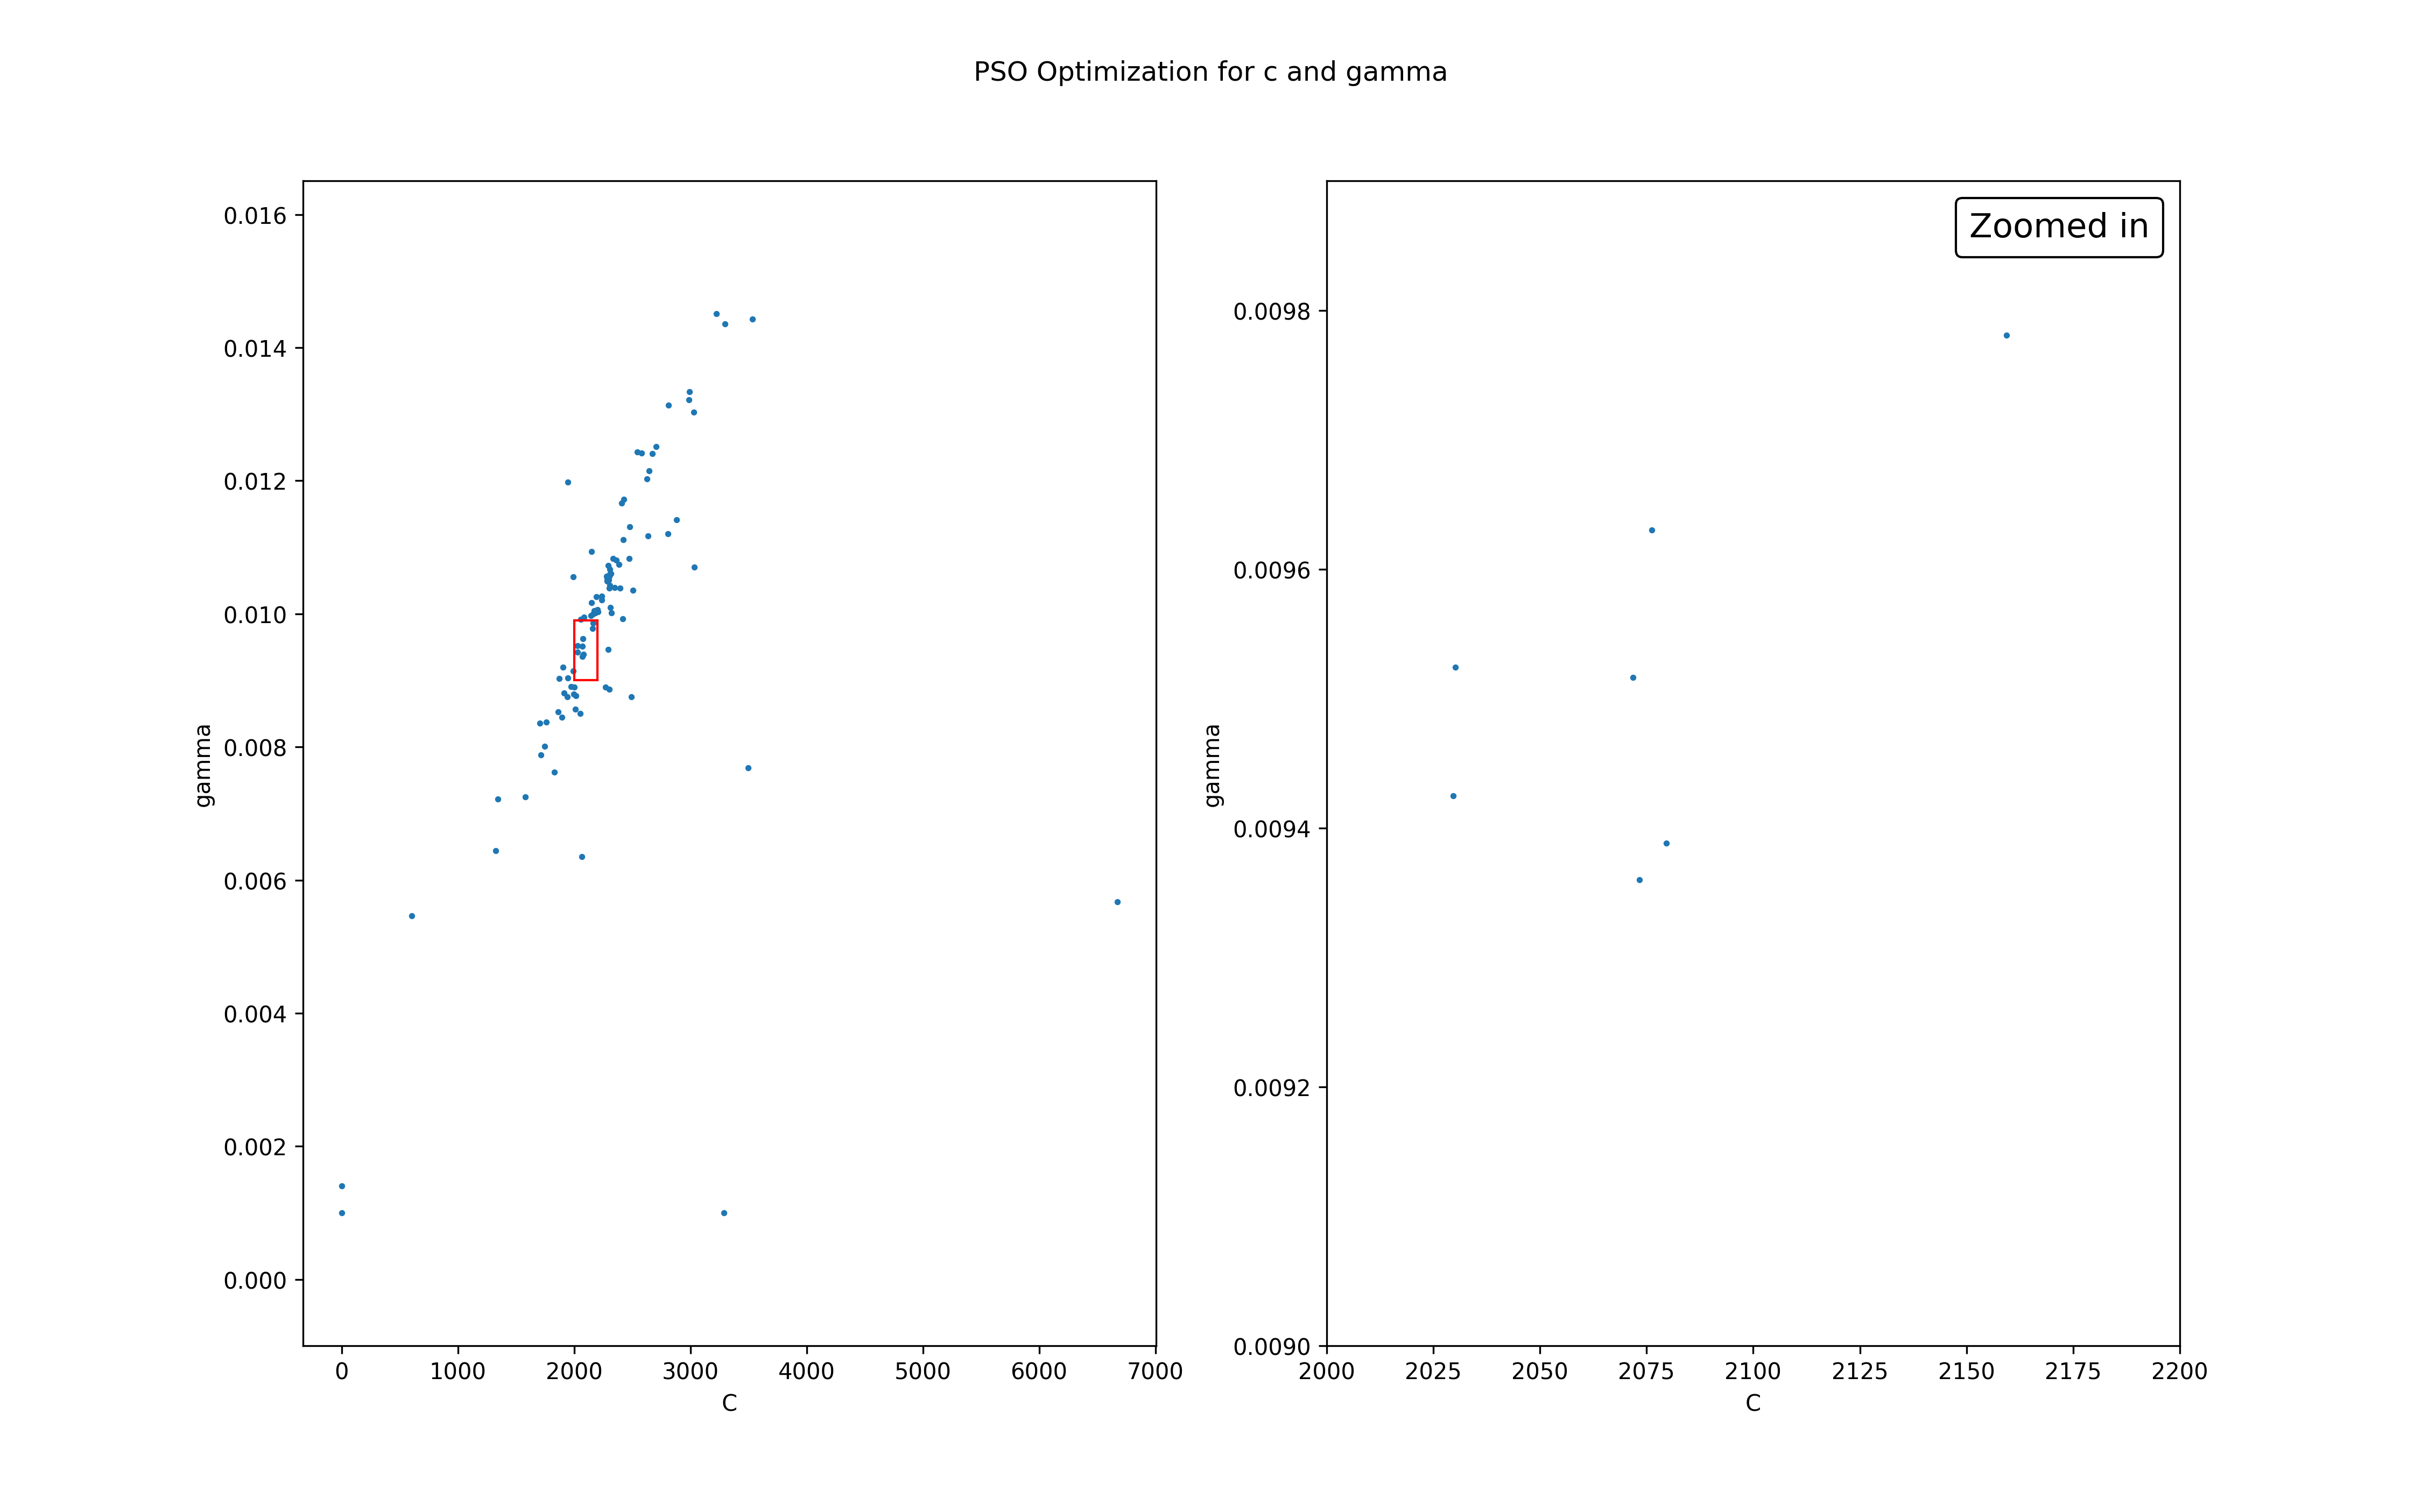 PSO Optimization for c and gamma
0.016
0.014
0.012
0.010
0.008
0.006
0.004
0.002
0.000
gamma
0 1000 2000 3000 4000 5000 6000 7000
C
Zoomed in
0.0098
0.0096
0.0094
0.0092
0.0090
gamma
2000 2025 2050 2075 2100 2125 2150 2175 2200
C